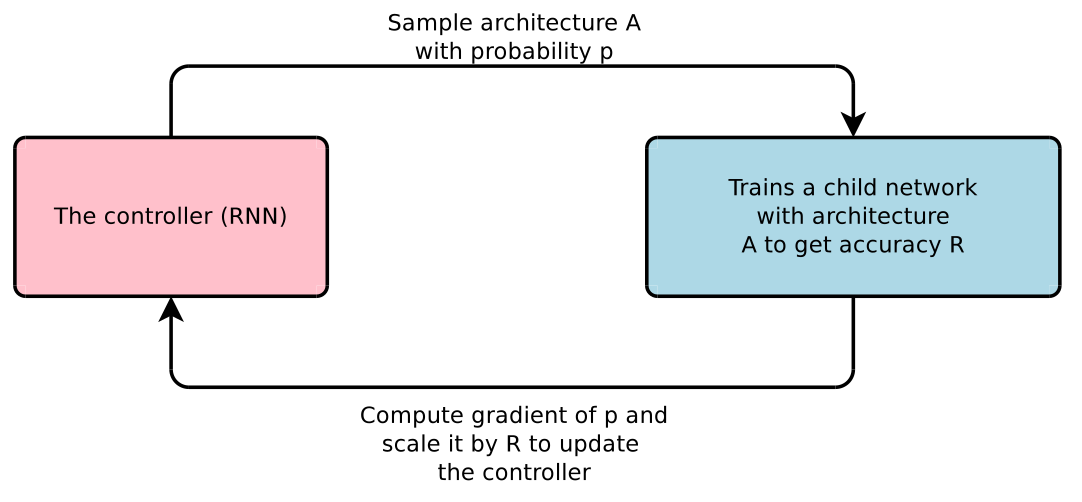 Sample architecture A
with probability p
The controller (RNN)
Trains a child network
with architecture
A to get accuracy R
Compute gradient of p and
scale it by R to update
the controller